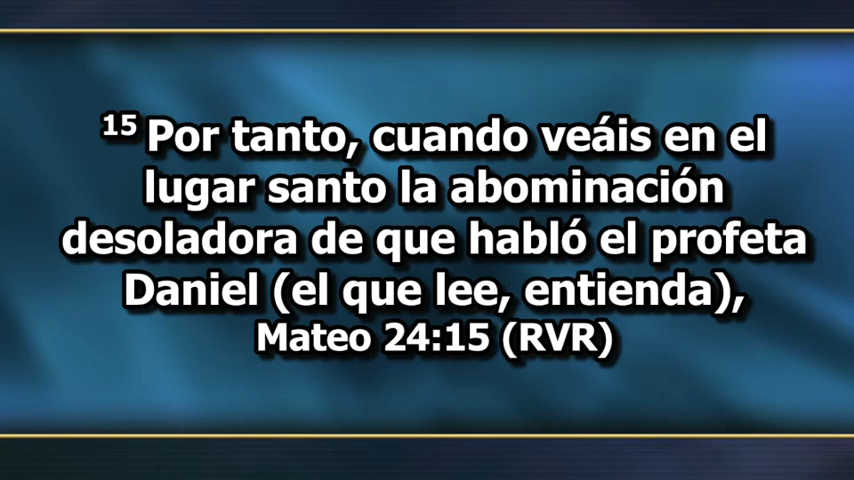 15 Por tanto, cuando veáis en el
lugar santo la abominación
desoladora de que habló el profeta
Daniel (el que lee, entienda),
Mateo 24:15 (RVR)